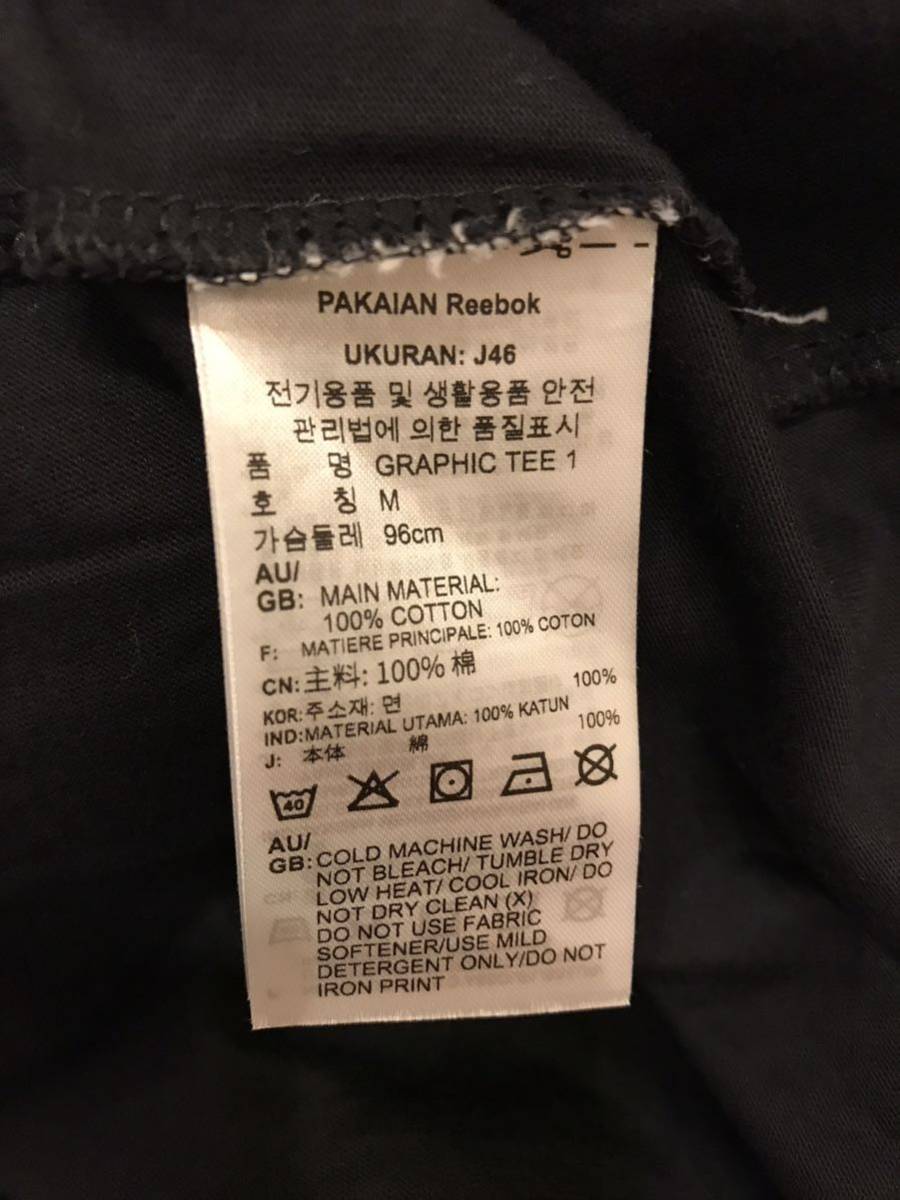 PAKAIAN Reebok
UKURAN: J46
전기용품 및 생활용품 안전
관리법에 의한 품질표시
품 명 GRAPHIC TEE 1
호 칭 M
가슴둘레 96cm
AU/
GB: MAIN MATERIAL:
100% COTTON
F: MATIERE PRINCIPALE: 100% COTON
CN: 主料: 100% 棉
KOR: 주소재: 면 100%
IND: MATERIAL UTAMA: 100% KATUN
J: 本体 綿 100%
40
AU/
GB: COLD MACHINE WASH/ DO
NOT BLEACH/ TUMBLE DRY
LOW HEAT/ COOL IRON/ DO
NOT DRY CLEAN (X)
DO NOT USE FABRIC
SOFTENER/USE MILD
DETERGENT ONLY/DO NOT
IRON PRINT